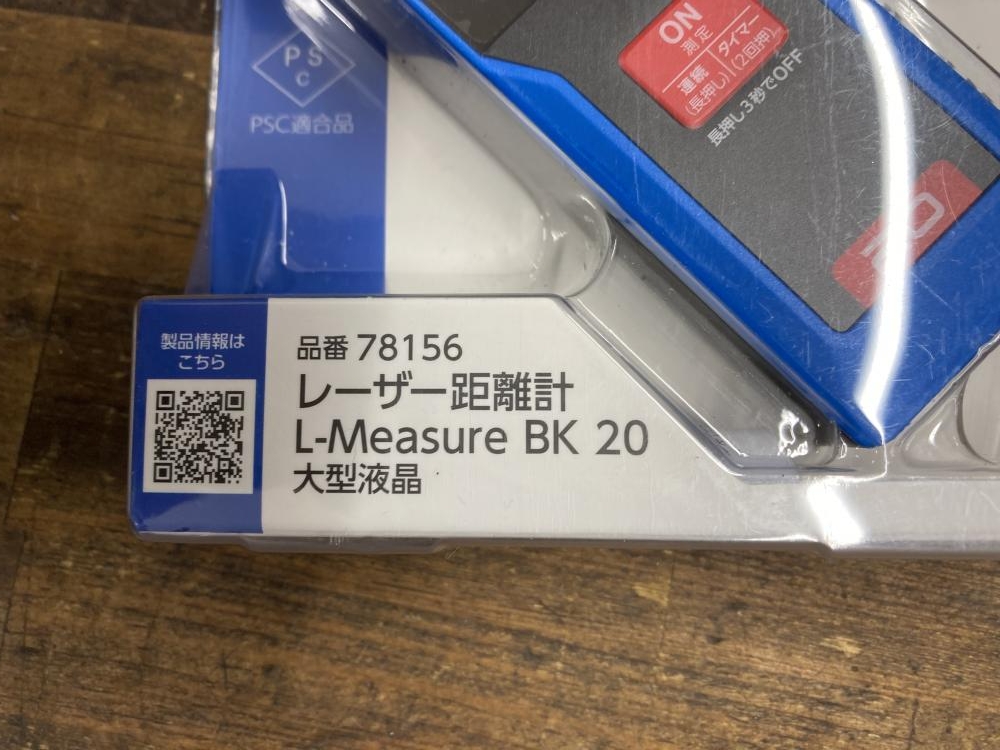 PS
C
PSC適合品
ON
測定
連続
(長押し)
タイマー
(2回押)
長押し3秒でOFF
20
製品情報は
こちら
品番 78156
レーザー距離計
L-Measure BK 20
大型液晶